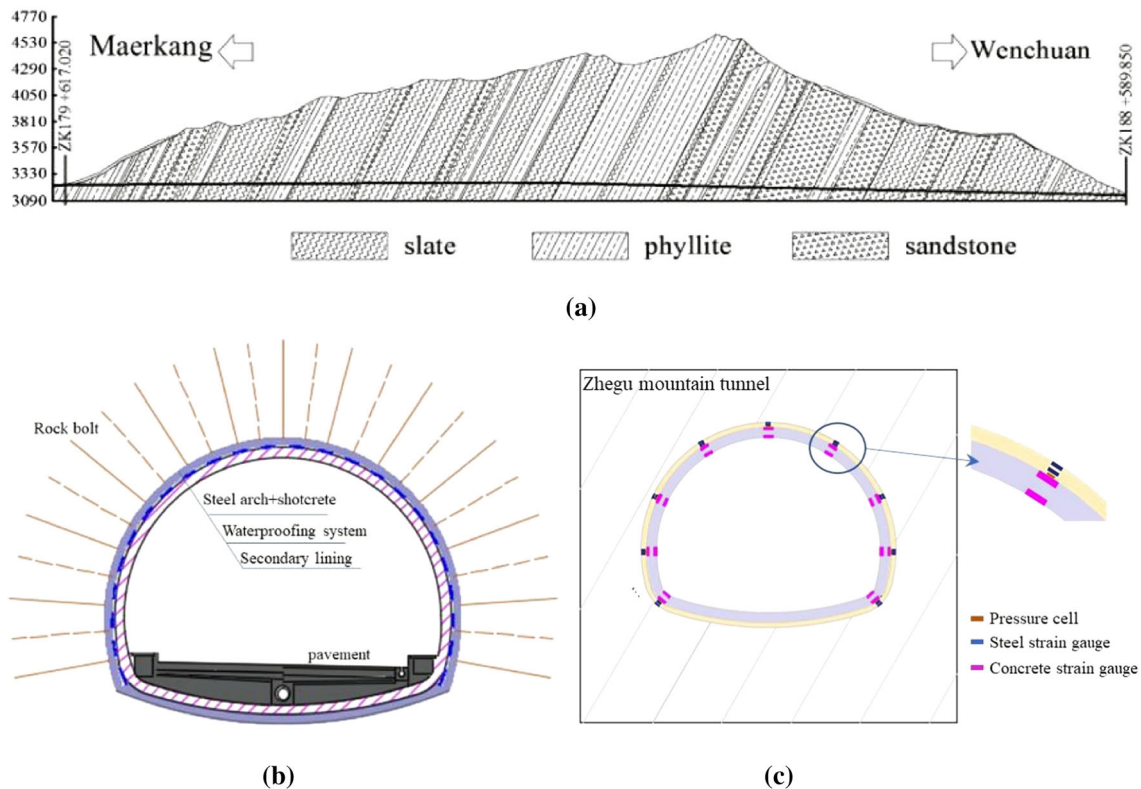 4770
4530
4290
4050
3810
3570
3330
3090
Maerkang
Wenchuan
ZK179 +617.020
ZK188 +589.850
slate
phyllite
sandstone
(a)
Rock bolt
Steel arch+shotcrete
Waterproofing system
Secondary lining
pavement
(b)
Zhegu mountain tunnel
Pressure cell
Steel strain gauge
Concrete strain gauge
(c)